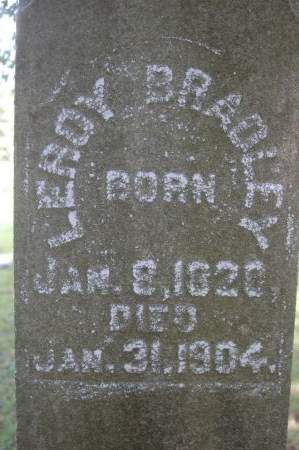 LEROY BRADLEY
BORN
JAN. 8, 1820.
DIED
JAN. 31, 1904.